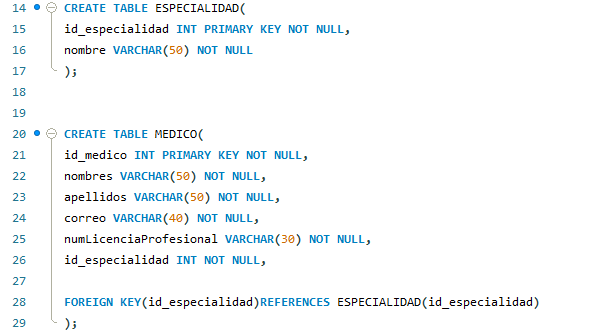 14 CREATE TABLE ESPECIALIDAD(
15 id_especialidad INT PRIMARY KEY NOT NULL,
16 nombre VARCHAR(50) NOT NULL
17 );
18
19
20 CREATE TABLE MEDICO(
21 id_medico INT PRIMARY KEY NOT NULL,
22 nombres VARCHAR(50) NOT NULL,
23 apellidos VARCHAR(50) NOT NULL,
24 correo VARCHAR(40) NOT NULL,
25 numLicenciaProfesional VARCHAR(30) NOT NULL,
26 id_especialidad INT NOT NULL,
27
28 FOREIGN KEY(id_especialidad)REFERENCES ESPECIALIDAD(id_especialidad)
29 );